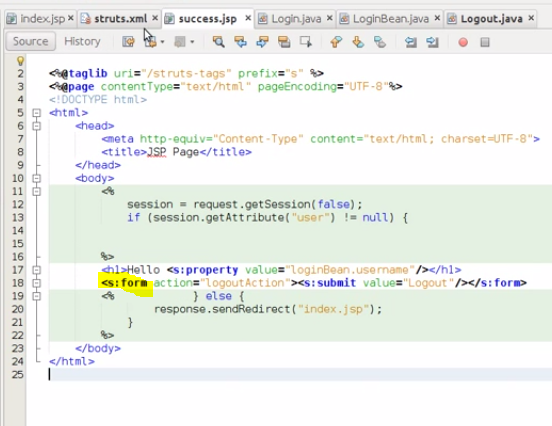 index.jsp × struts.xml × success.jsp × Login.java × LoginBean.java × Logout.java ×
Source History
2 <%@taglib uri="/struts-tags" prefix="s" %>
3 <%@page contentType="text/html" pageEncoding="UTF-8"%>
4 <!DOCTYPE html>
5 <html>
6 <head>
7 <meta http-equiv="Content-Type" content="text/html; charset=UTF-8">
8 <title>JSP Page</title>
9 </head>
10 <body>
11 <%
12 session = request.getSession(false);
13 if (session.getAttribute("user") != null) {
14
15
16 %>
17 <h1>Hello <s:property value="loginBean.username"/></h1>
18 <s:form action="logoutAction"><s:submit value="Logout"/></s:form>
19 <% } else {
20 response.sendRedirect("index.jsp");
21 }
22 %>
23 </body>
24 </html>
25